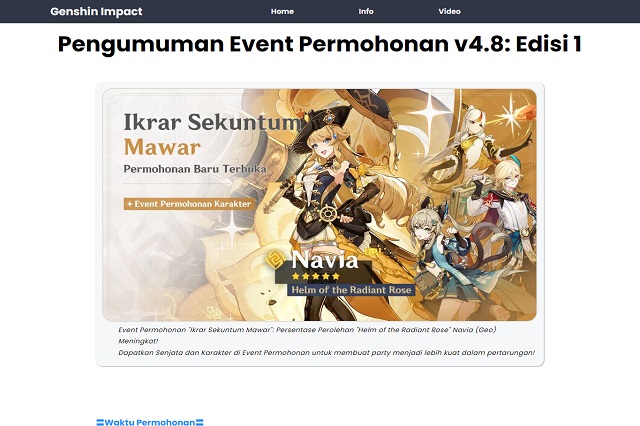 Genshin Impact
Home
Info
Video
Pengumuman Event Permohonan v4.8: Edisi 1
Ikrar Sekuntum
Mawar
Permohonan Baru Terbuka
+ Event Permohonan Karakter
Navia
Helm of the Radiant Rose
Event Permohonan "Ikrar Sekuntum Mawar": Persentase Perolehan "Helm of the Radiant Rose" Navia (Geo)
Meningkat!
Dapatkan Senjata dan Karakter di Event Permohonan untuk membuat party menjadi lebih kuat dalam pertarungan!
〓Waktu Permohonan〓